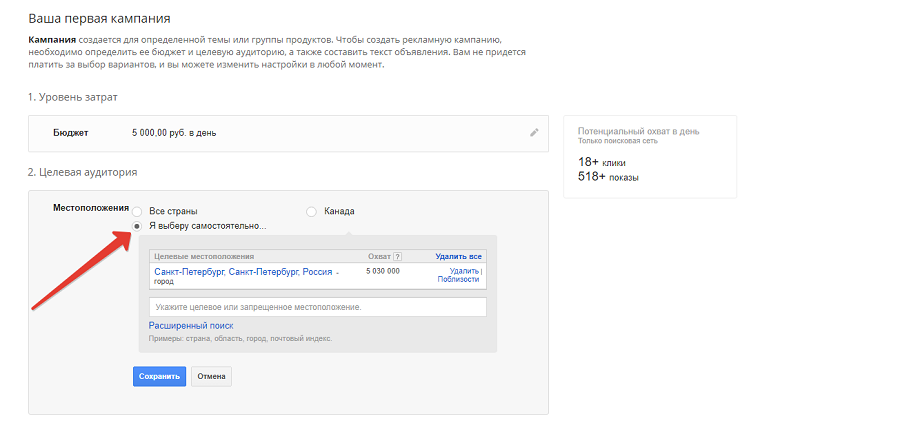 Ваша первая кампания
Кампания создается для определенной темы или группы продуктов. Чтобы создать рекламную кампанию,
необходимо определить ее бюджет и целевую аудиторию, а также составить текст объявления. Вам не придется
платить за выбор вариантов, и вы можете изменить настройки в любой момент.
1. Уровень затрат
Бюджет 5 000,00 руб. в день
Потенциальный охват в день
Только поисковая сеть
18+ клики
518+ показы
2. Целевая аудитория
Местоположения Все страны Канада
Я выберу самостоятельно...
Целевые местоположения Охват ? Удалить все
Санкт-Петербург, Санкт-Петербург, Россия - 5 030 000 Удалить |
город Поблизости
Укажите целевое или запрещенное местоположение.
Расширенный поиск
Примеры: страна, область, город, почтовый индекс.
Сохранить Отмена